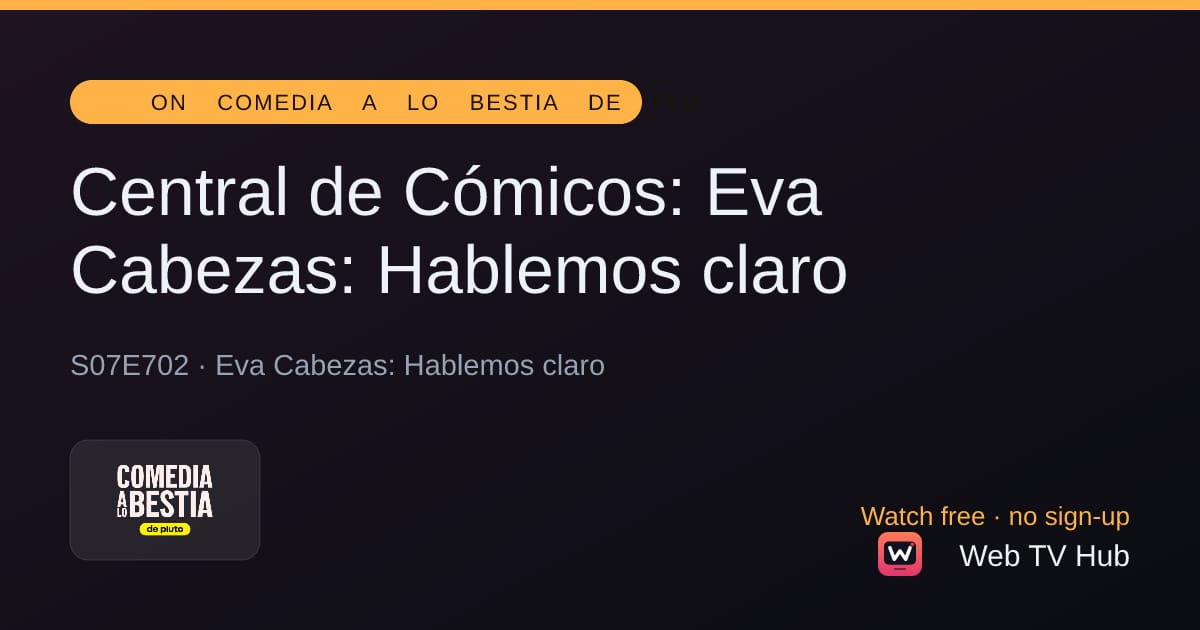 ON COMEDIA A LO BESTIA DE
Central de Cómicos: Eva
Cabezas: Hablemos claro
S07E702 · Eva Cabezas: Hablemos claro
COMEDIA
A LO BESTIA
de pluto
Watch free · no sign-up
W
Web TV Hub